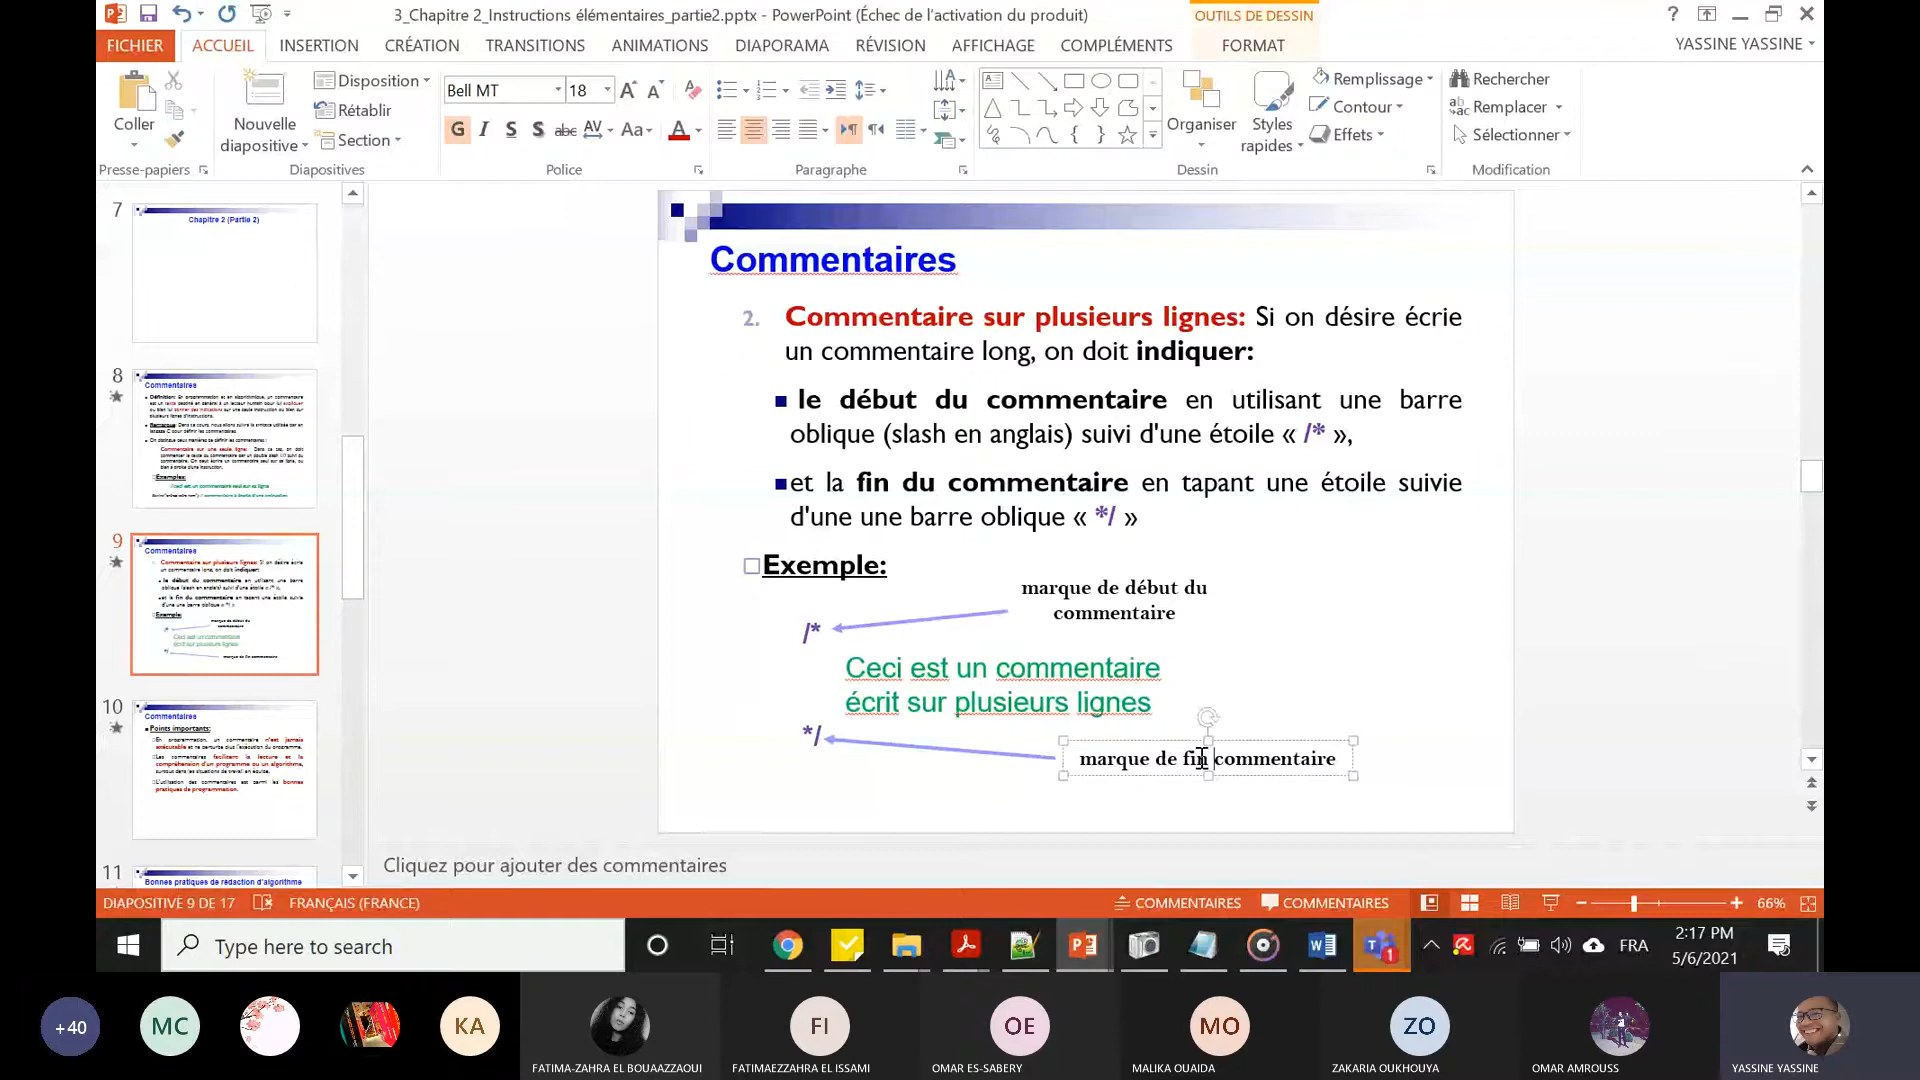 3_Chapitre 2_Instructions élémentaires_partie2.pptx - PowerPoint (Échec de l'activation du produit)
OUTILS DE DESSIN
FICHIER
ACCUEIL
INSERTION
CRÉATION
TRANSITIONS
ANIMATIONS
DIAPORAMA
RÉVISION
AFFICHAGE
COMPLÉMENTS
FORMAT
YASSINE YASSINE
Coller
Presse-papiers
Nouvelle
diapositive
Disposition
Rétablir
Section
Diapositives
Bell MT
18
Police
Paragraphe
Organiser
Styles
rapides
Remplissage
Contour
Effets
Dessin
Rechercher
Remplacer
Sélectionner
Modification
7
Chapitre 2 (Partie 2)
8
Commentaires
9
Commentaires
10
Commentaires
Points importants:
11
Bonnes pratiques de rédaction d'algorithme
Commentaires
2. Commentaire sur plusieurs lignes: Si on désire écrie
un commentaire long, on doit indiquer:
le début du commentaire en utilisant une barre
oblique (slash en anglais) suivi d'une étoile « /* »,
et la fin du commentaire en tapant une étoile suivie
d'une une barre oblique « */ »
Exemple:
marque de début du
commentaire
/*
Ceci est un commentaire
écrit sur plusieurs lignes
*/
marque de fin commentaire
Cliquez pour ajouter des commentaires
DIAPOSITIVE 9 DE 17
FRANÇAIS (FRANCE)
COMMENTAIRES
COMMENTAIRES
66%
Type here to search
FRA
2:17 PM
5/6/2021
+40
MC
KA
FATIMA-ZAHRA EL BOUAAZZAOUI
FI
FATIMAEZZAHRA EL ISSAMI
OE
OMAR ES-SABERY
MO
MALIKA OUAIDA
ZO
ZAKARIA OUKHOUYA
OMAR AMROUSS
YASSINE YASSINE